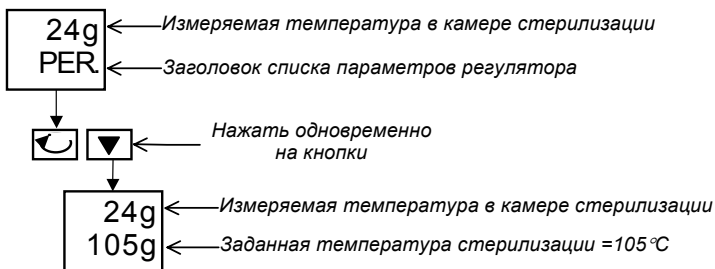 24g
Измеряемая температура в камере стерилизации
PER.
Заголовок списка параметров регулятора
Нажать одновременно
на кнопки
24g
Измеряемая температура в камере стерилизации
105g
Заданная температура стерилизации =105°C